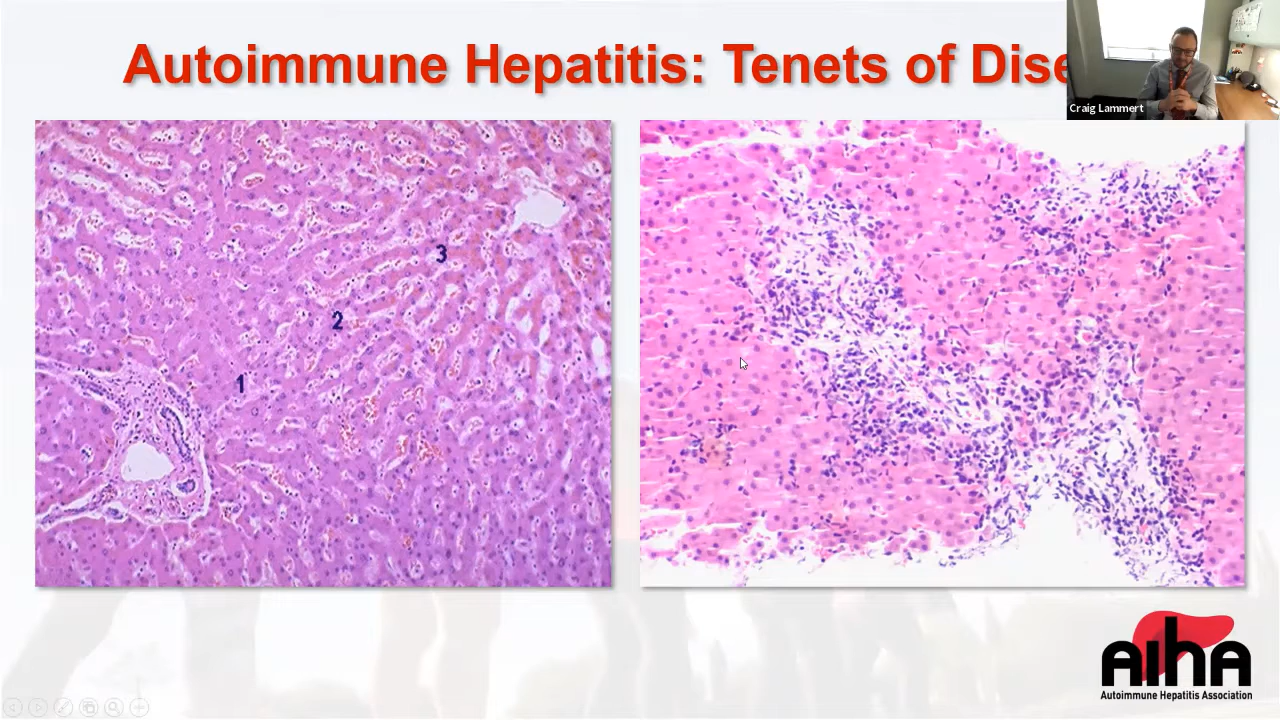 Autoimmune Hepatitis: Tenets of Dise
Craig Lammert
3
2
1
AIHA
Autoimmune Hepatitis Association